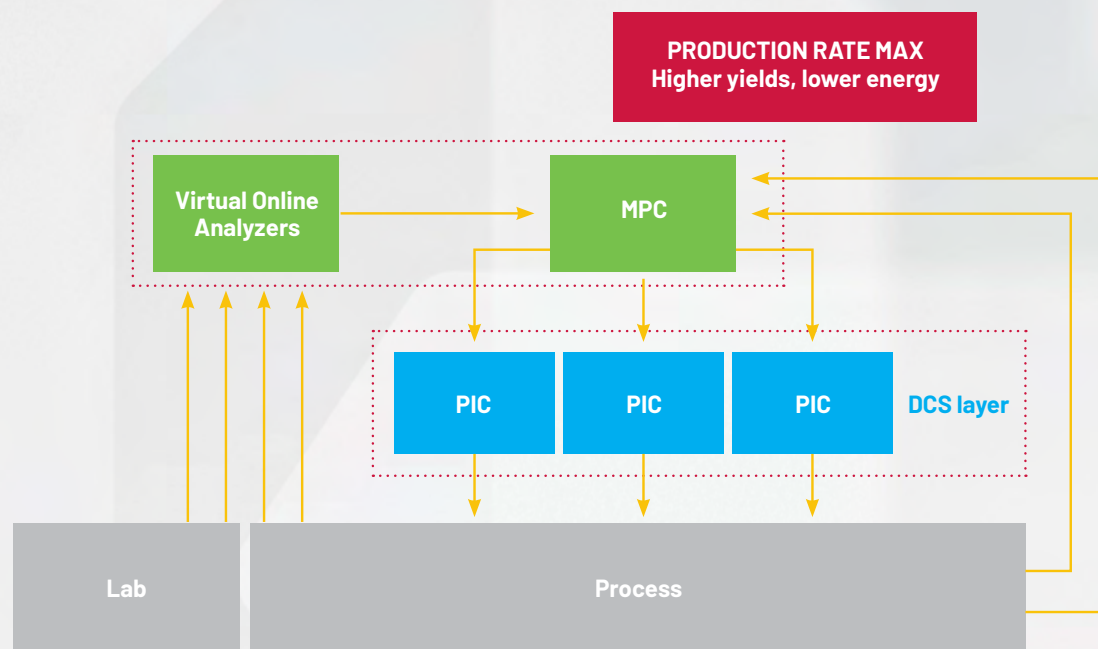 PRODUCTION RATE MAX
Higher yields, lower energy
Virtual Online
Analyzers
MPC
PIC
PIC
PIC
DCS layer
Lab
Process